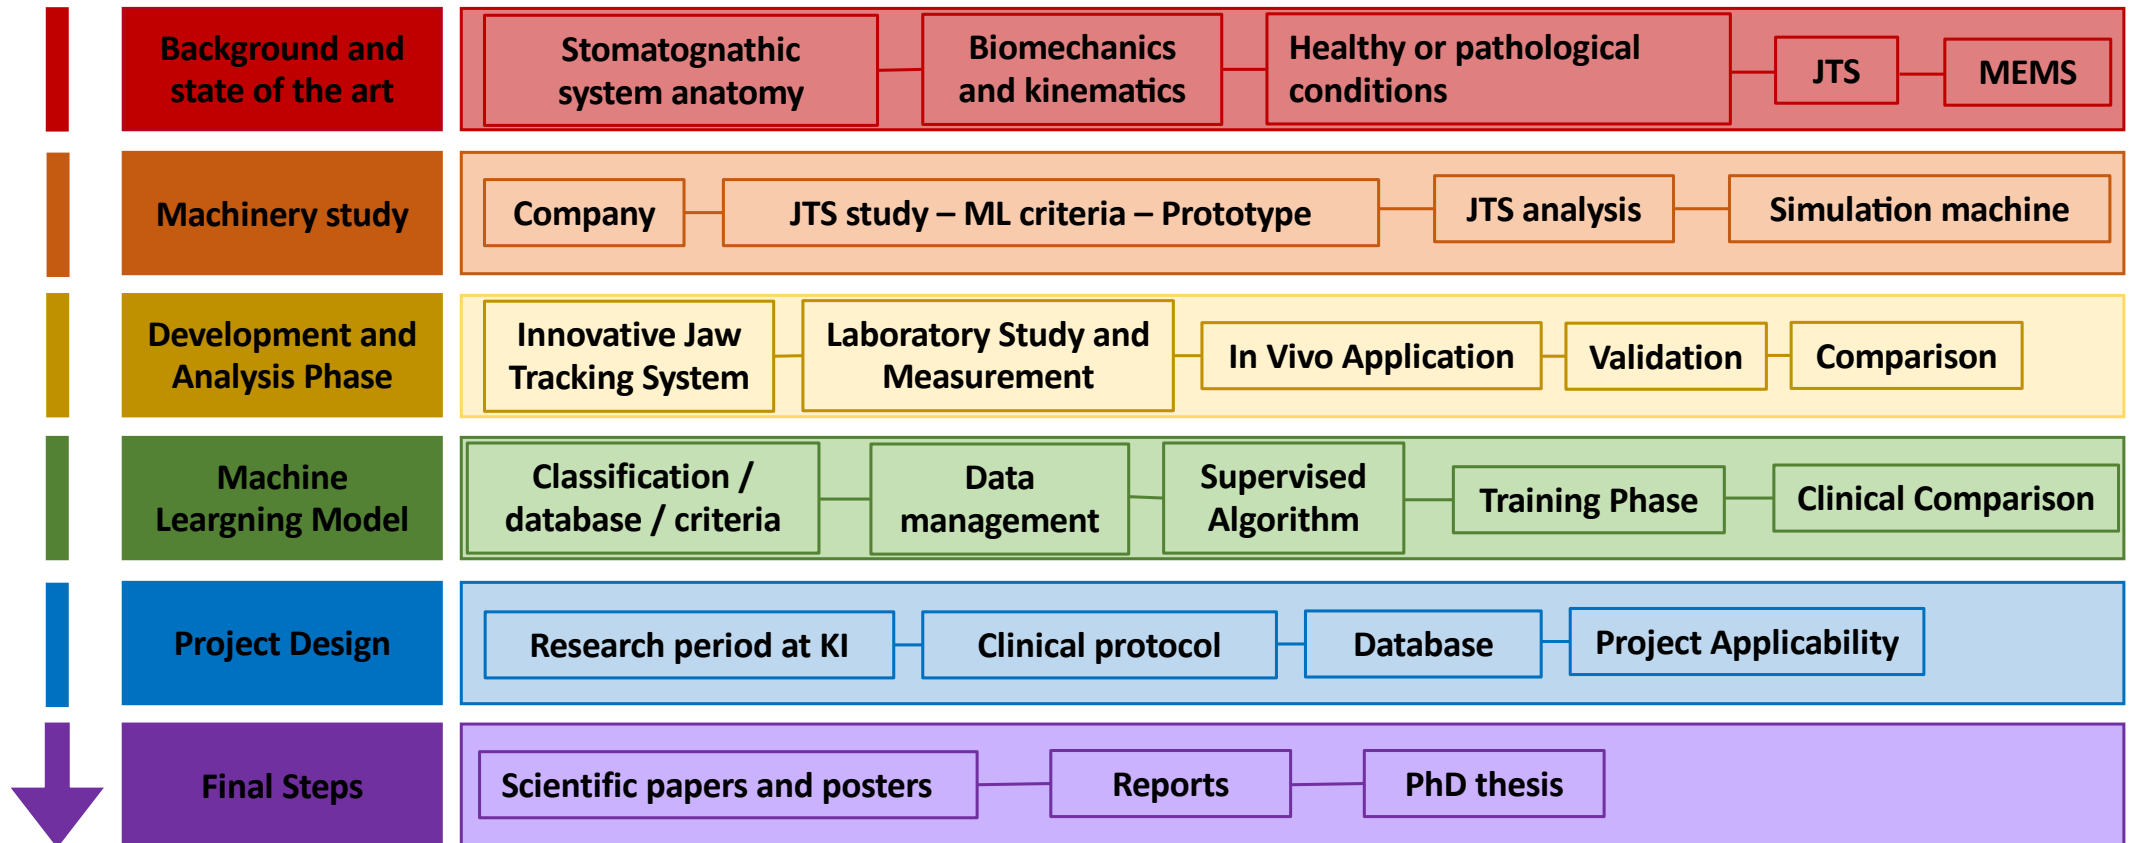 Background and
state of the art
Stomatognathic
system anatomy
Biomechanics
and kinematics
Healthy or pathological
conditions
JTS
MEMS
Machinery study
Company
JTS study – ML criteria – Prototype
JTS analysis
Simulation machine
Development and
Analysis Phase
Innovative Jaw
Tracking System
Laboratory Study and
Measurement
In Vivo Application
Validation
Comparison
Machine
Leargning Model
Classification /
database / criteria
Data
management
Supervised
Algorithm
Training Phase
Clinical Comparison
Project Design
Research period at KI
Clinical protocol
Database
Project Applicability
Final Steps
Scientific papers and posters
Reports
PhD thesis